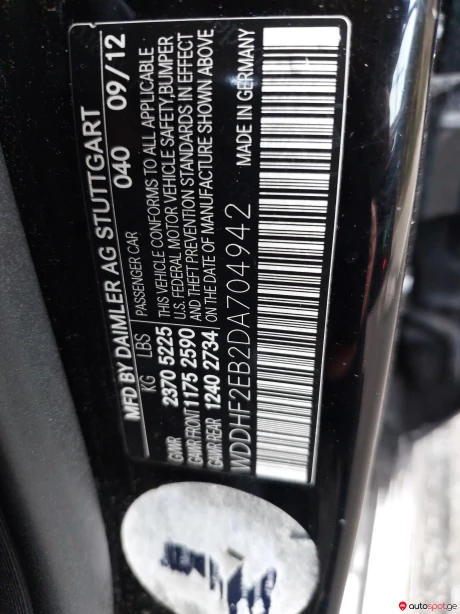 MFD BY DAIMLER AG STUTTGART
040 09/12
KG LBS PASSENGER CAR
GVWR 2370 5225 THIS VEHICLE CONFORMS TO ALL APPLICABLE
U.S. FEDERAL MOTOR VEHICLE SAFETY, BUMPER
GAWR FRONT 1175 2590 AND THEFT PREVENTION STANDARDS IN EFFECT
GAWR REAR 1240 2734 ON THE DATE OF MANUFACTURE SHOWN ABOVE
WDDHF2EB2DA704942 MADE IN GERMANY
autospot.ge